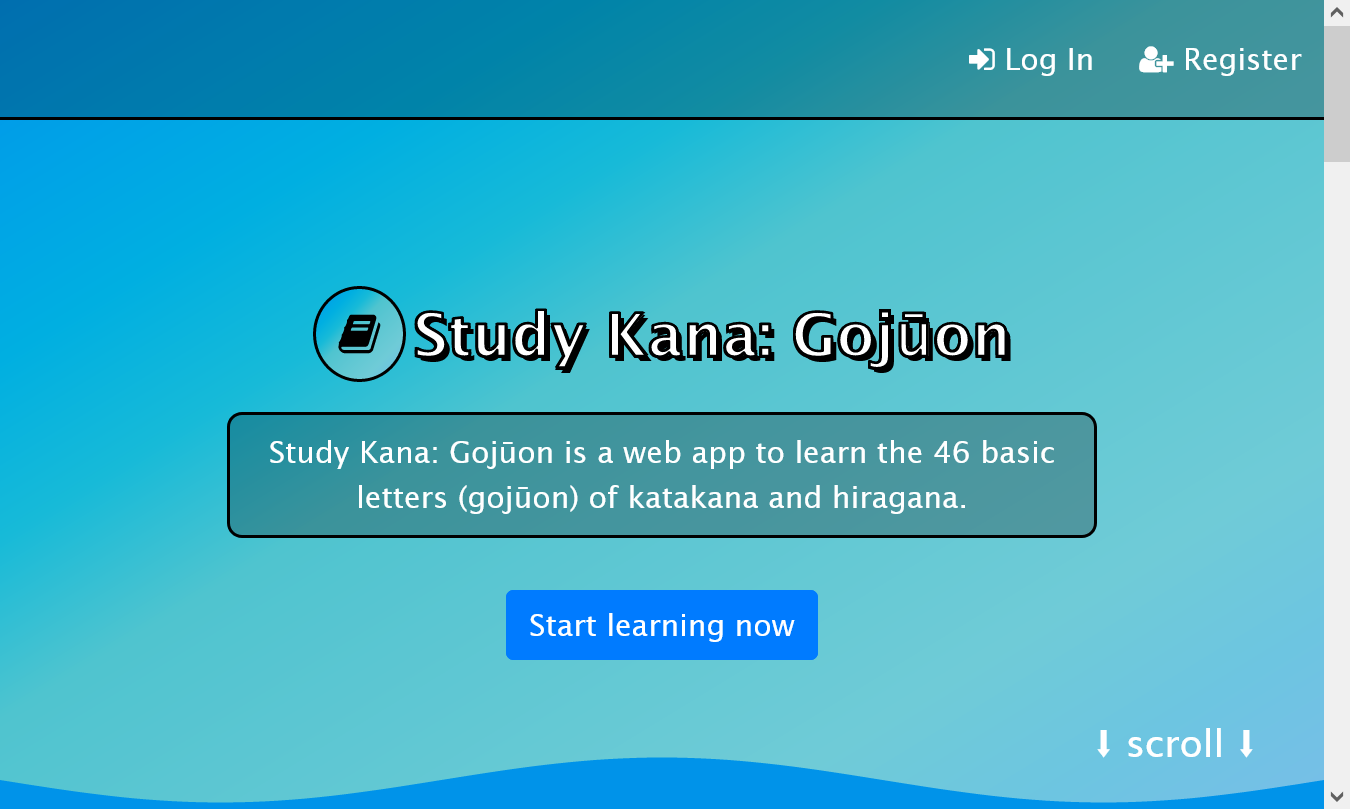 Log In
Register
Study Kana: Gojūon
Study Kana: Gojūon is a web app to learn the 46 basic
letters (gojūon) of katakana and hiragana.
Start learning now
⬇ scroll ⬇